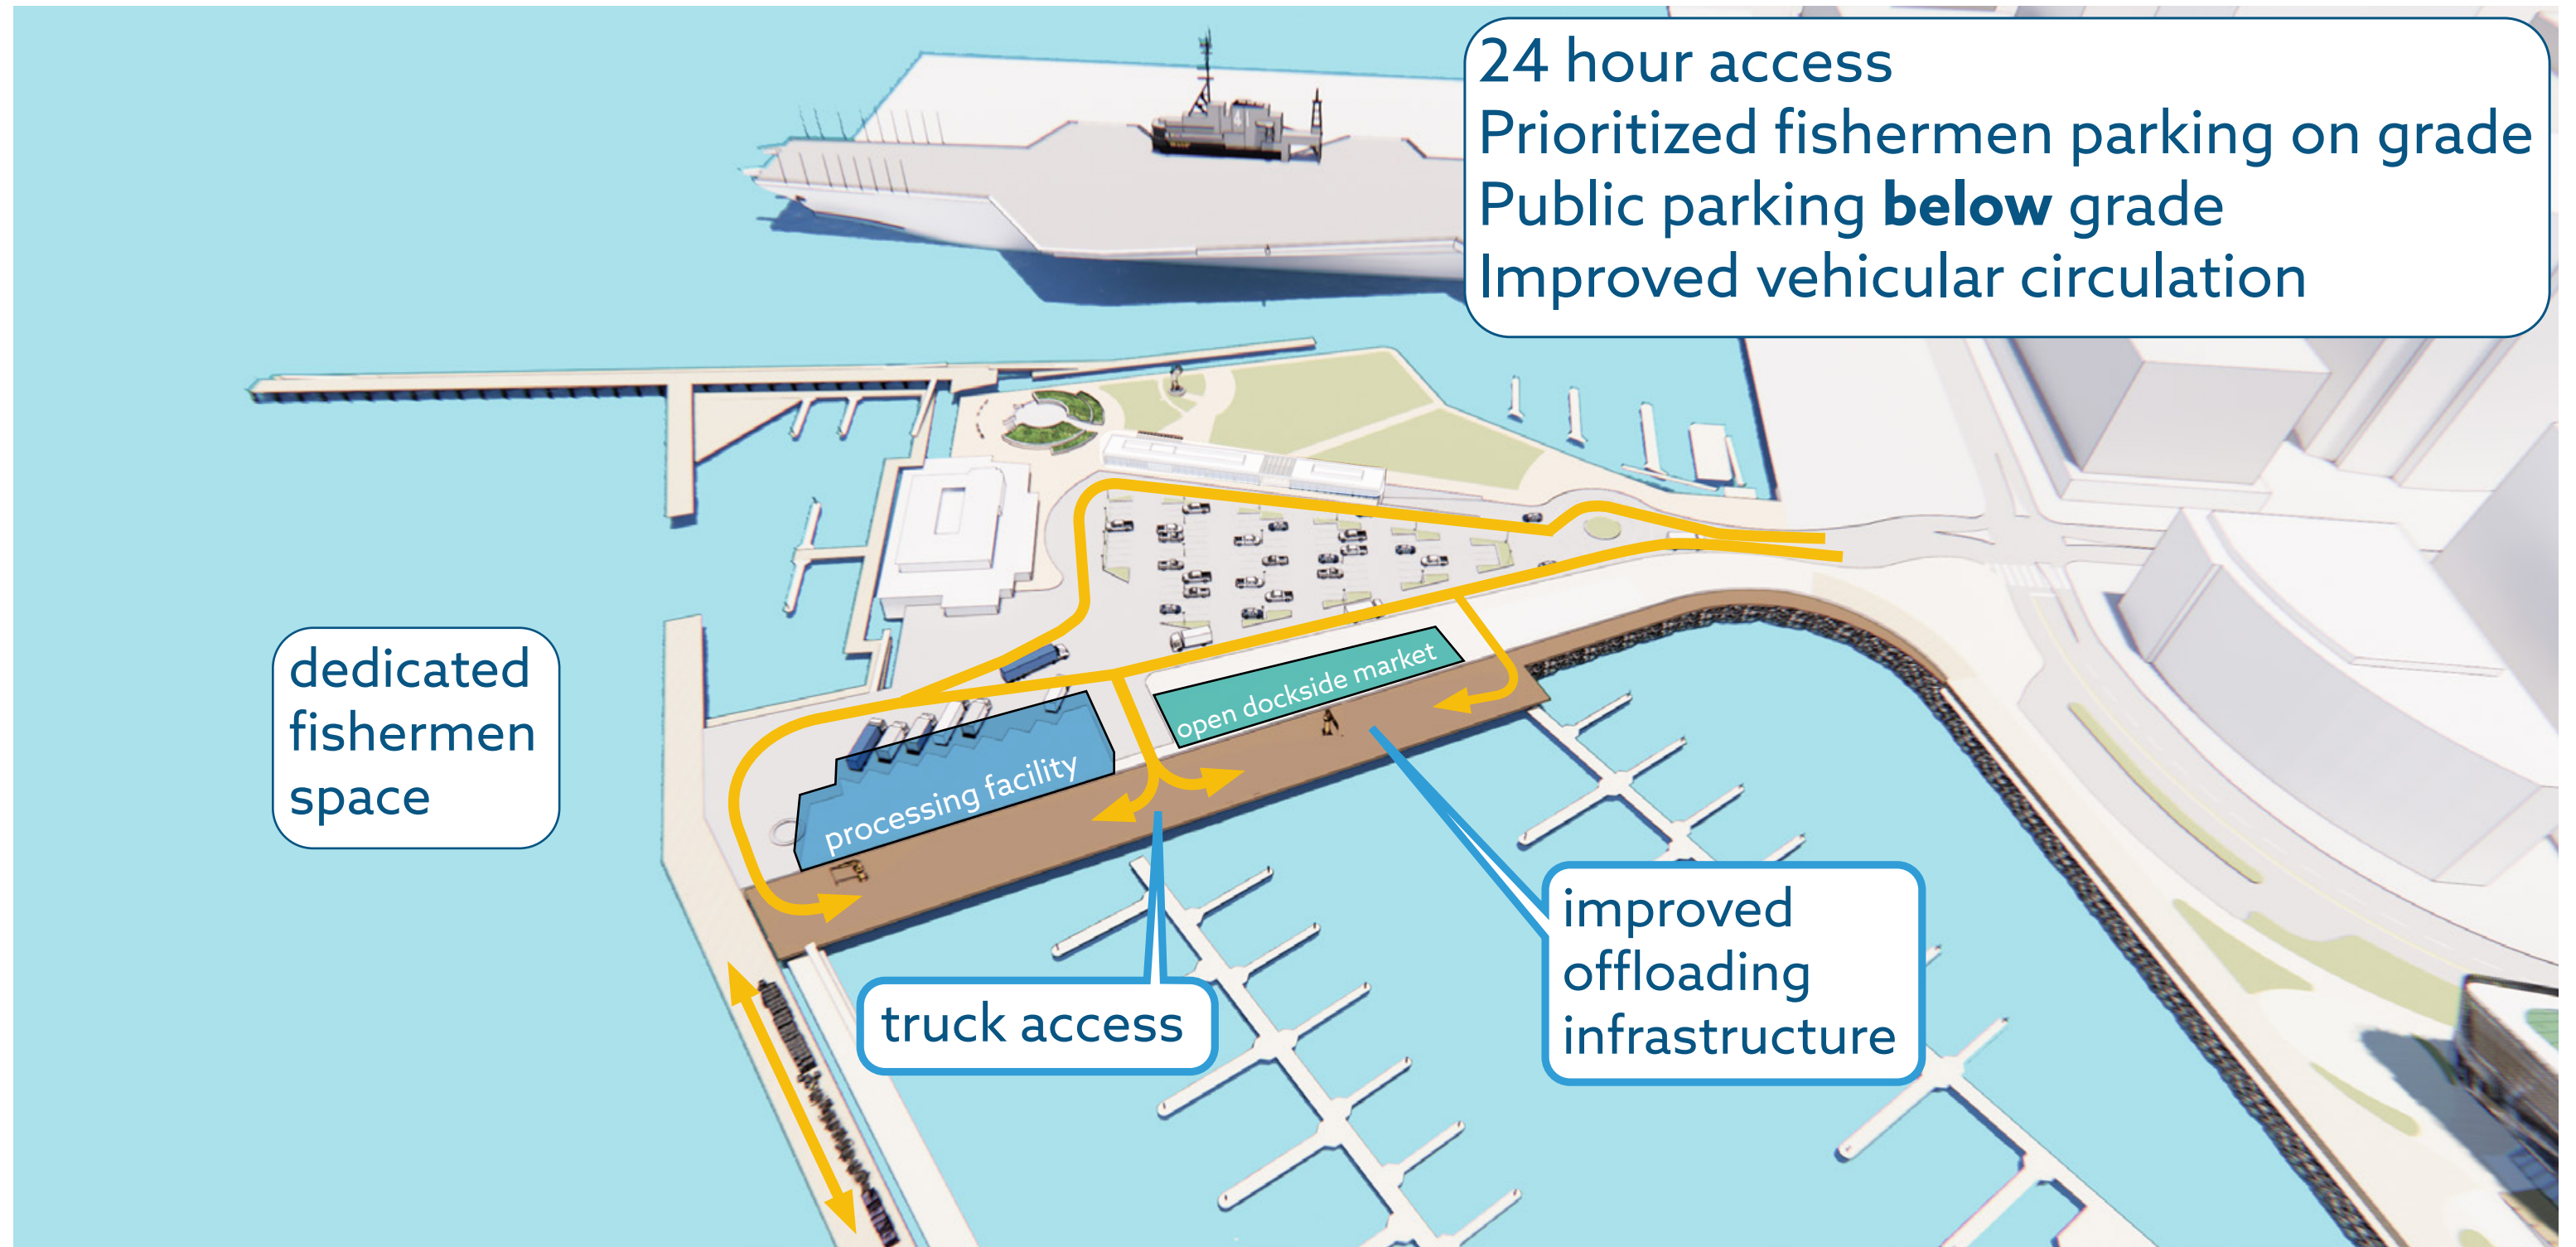 24 hour access
Prioritized fishermen parking on grade
Public parking below grade
Improved vehicular circulation
41
dedicated
fishermen
space
open dockside market
processing facility
truck access
improved
offloading
infrastructure